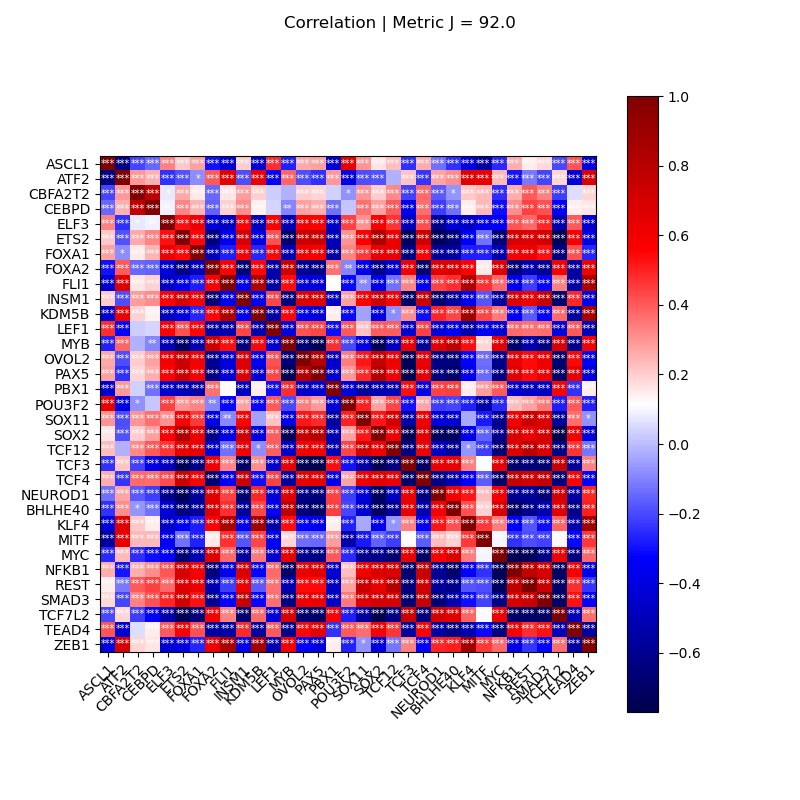 Correlation | Metric J = 92.0
ASCL1
ATF2
CBFA2T2
CEBPD
ELF3
ETS2
FOXA1
FOXA2
FLI1
INSM1
KDM5B
LEF1
MYB
OVOL2
PAX5
PBX1
POU3F2
SOX11
SOX2
TCF12
TCF3
TCF4
NEUROD1
BHLHE40
KLF4
MITF
MYC
NFKB1
REST
SMAD3
TCF7L2
TEAD4
ZEB1
ASCL1
ATF2
CBFA2T2
CEBPD
ELF3
ETS2
FOXA1
FOXA2
FLI1
INSM1
KDM5B
LEF1
MYB
OVOL2
PAX5
PBX1
POU3F2
SOX11
SOX2
TCF12
TCF3
TCF4
NEUROD1
BHLHE40
KLF4
MITF
MYC
NFKB1
REST
SMAD3
TCF7L2
TEAD4
ZEB1
1.0
0.8
0.6
0.4
0.2
0.0
−0.2
−0.4
−0.6